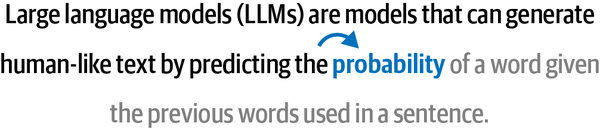 Large language models (LLMs) are models that can generate
human-like text by predicting the probability of a word given
the previous words used in a sentence.